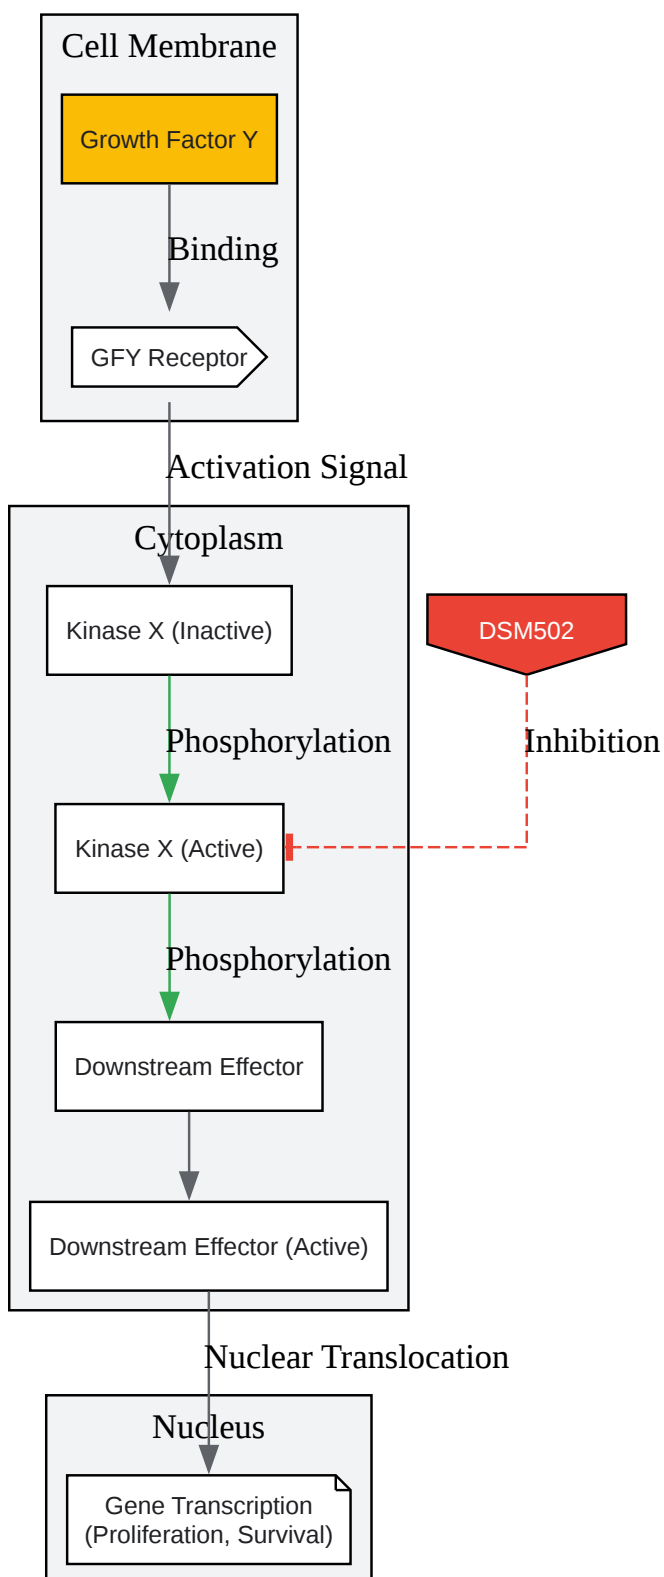 Cell Membrane
Growth Factor Y
Binding
GFY Receptor
Activation Signal
Cytoplasm
Kinase X (Inactive)
DSM502
Phosphorylation
Inhibition
Kinase X (Active)
Phosphorylation
Downstream Effector
Downstream Effector (Active)
Nuclear Translocation
Nucleus
Gene Transcription
(Proliferation, Survival)